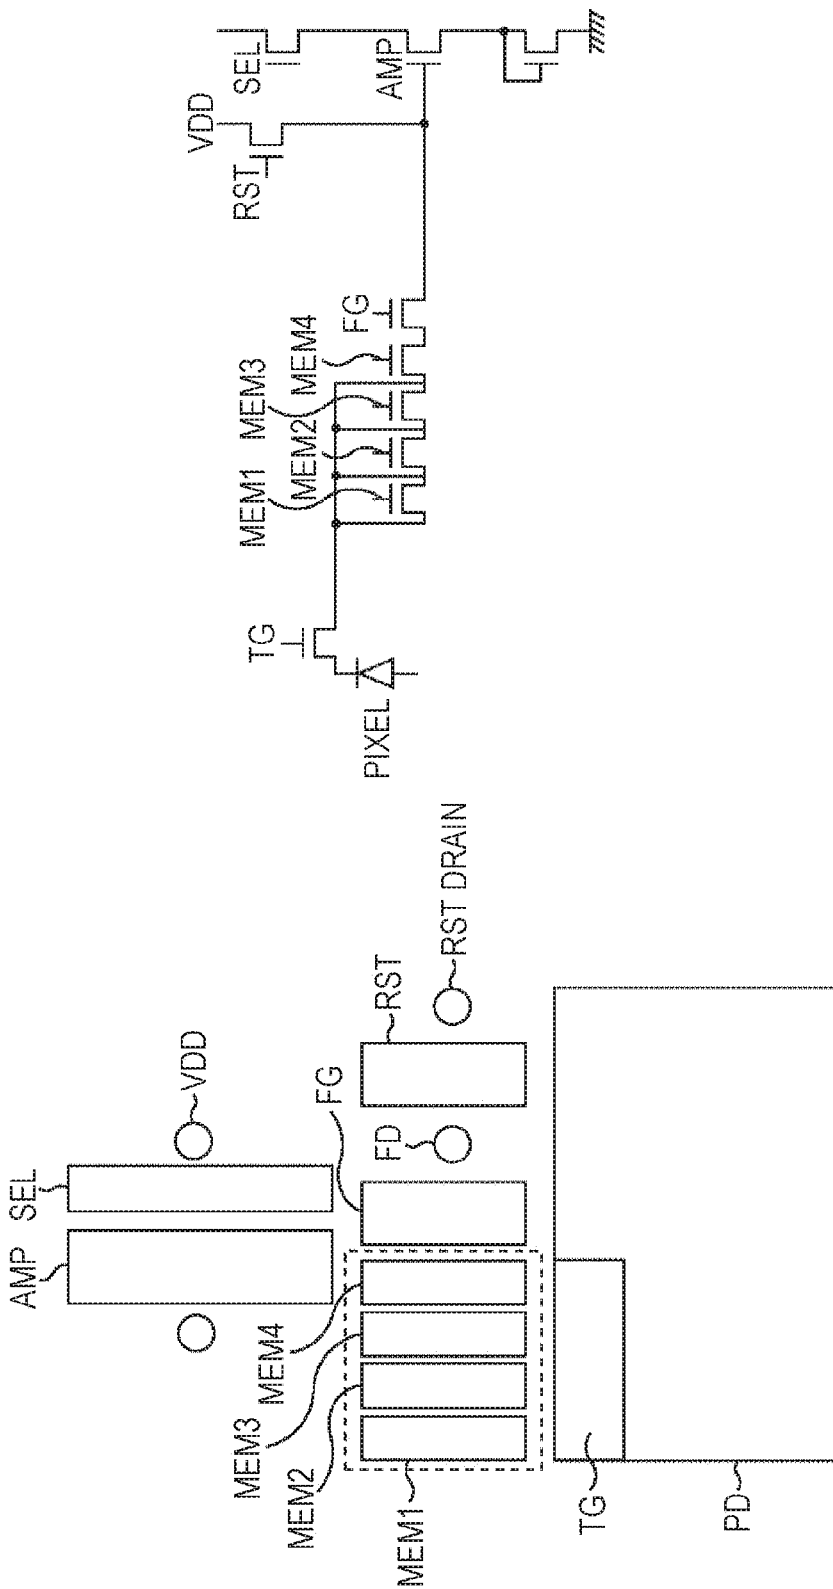 VDD
SEL
RST
AMP
FG
MEM4
MEM3
MEM2
MEM1
TG
PIXEL
SEL
AMP
VDD
FG
RST
FD
RST DRAIN
MEM4
MEM3
MEM2
MEM1
TG
PD